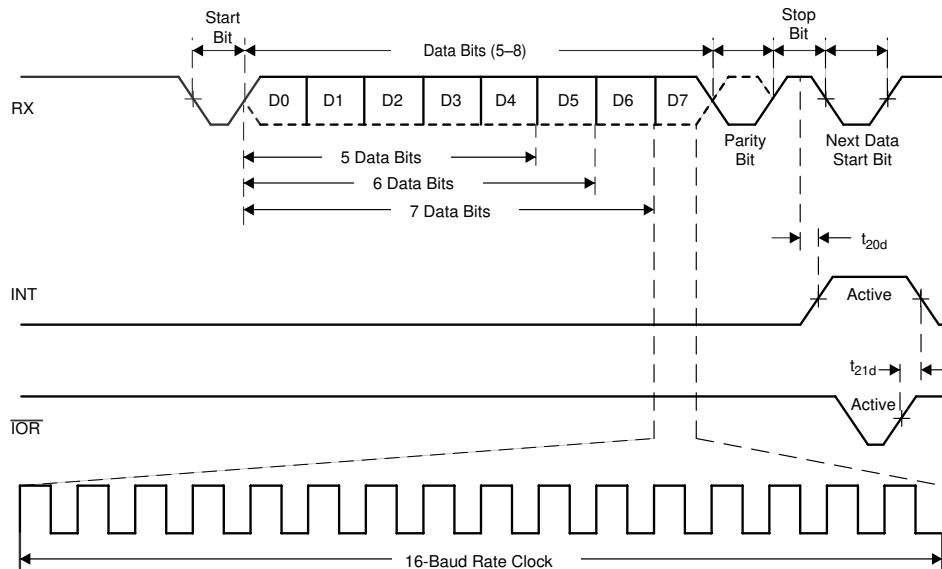 Start
Bit
Data Bits (5–8)
Stop
Bit
RX
D0 D1 D2 D3 D4 D5 D6 D7
Parity
Bit
Next Data
Start Bit
5 Data Bits
6 Data Bits
7 Data Bits
t20d
INT
Active
t21d
IOR
Active
16-Baud Rate Clock